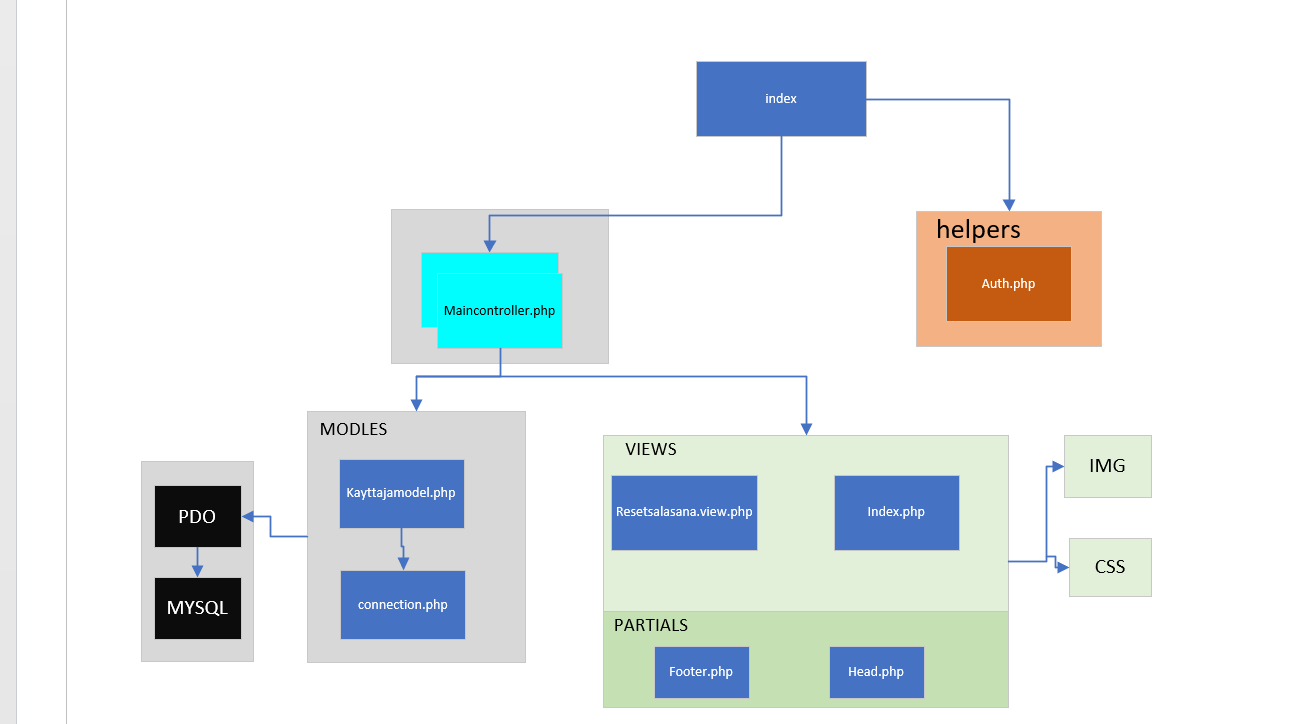 index
helpers
Auth.php
Maincontroller.php
MODLES
Kayttajamodel.php
connection.php
PDO
MYSQL
VIEWS
Resetsalasana.view.php
Index.php
IMG
CSS
PARTIALS
Footer.php
Head.php